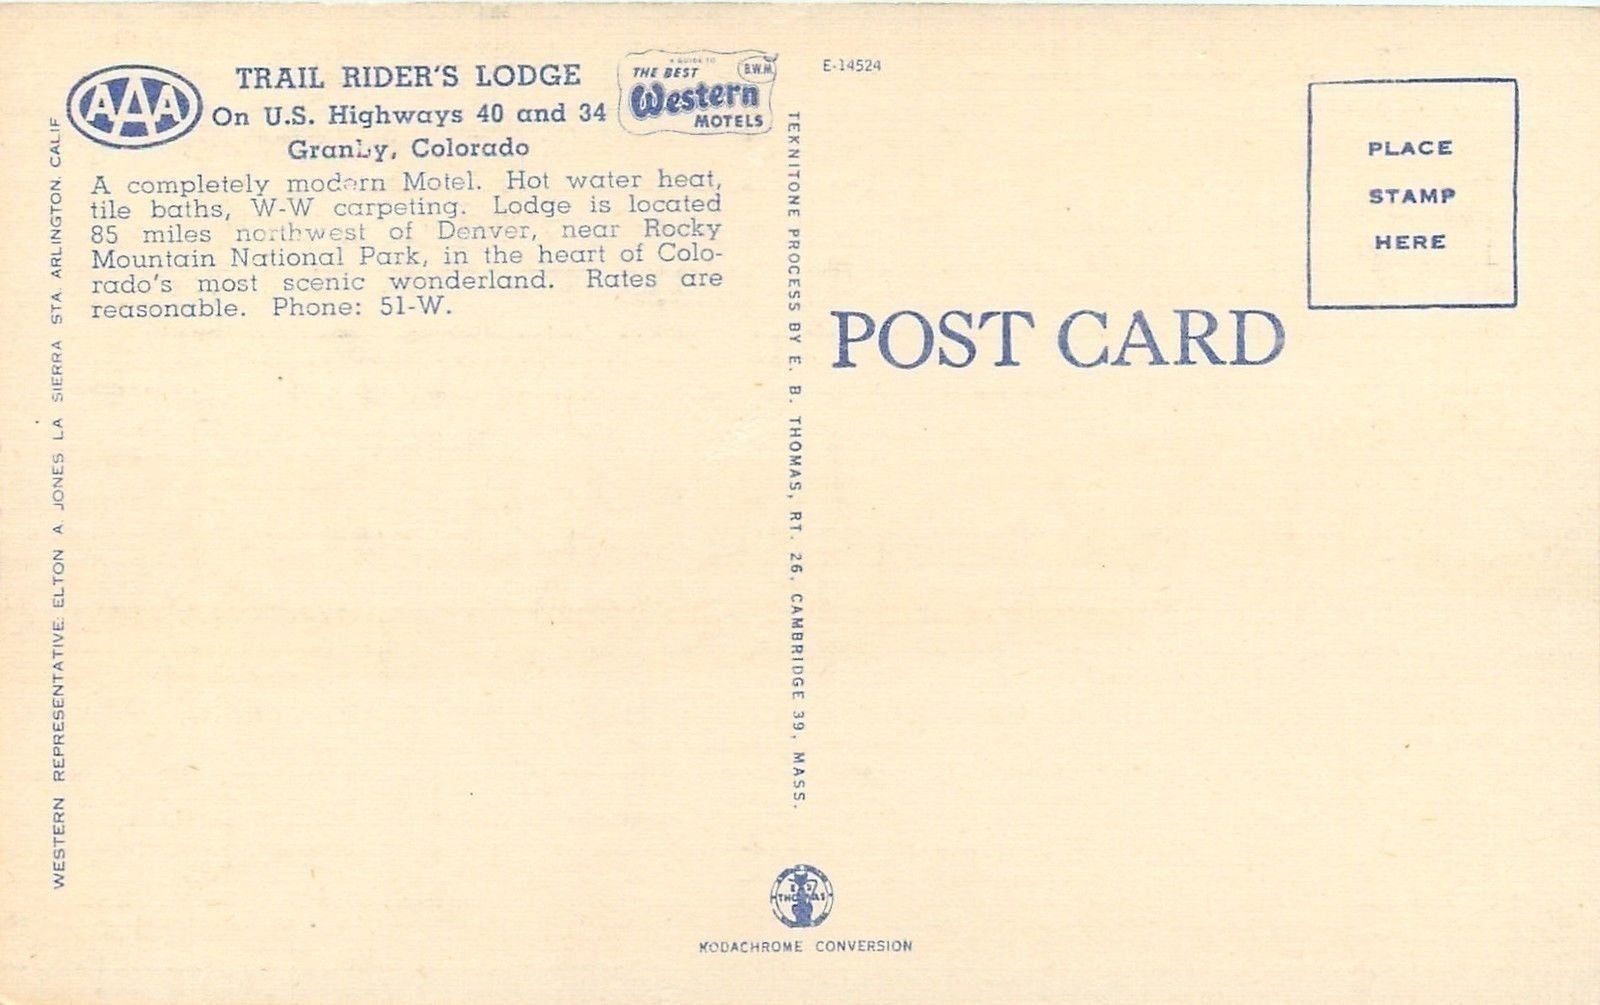 AAA
TRAIL RIDER'S LODGE
On U.S. Highways 40 and 34
Granby, Colorado
A GUIDE TO
THE BEST
B.W.M.
Western
MOTELS
A completely modern Motel. Hot water heat,
tile baths, W-W carpeting. Lodge is located
85 miles northwest of Denver, near Rocky
Mountain National Park, in the heart of Colo-
rado's most scenic wonderland. Rates are
reasonable. Phone: 51-W.
WESTERN REPRESENTATIVE: ELTON A. JONES LA SIERRA STA. ARLINGTON, CALIF
TEKNITONE PROCESS BY E. B. THOMAS, RT. 26, CAMBRIDGE 39, MASS.
E-14524
POST CARD
PLACE
STAMP
HERE
THOMAS
KODACHROME CONVERSION